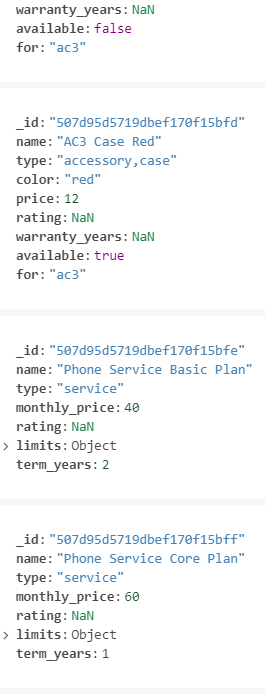 warranty_years: NaN
available: false
for: "ac3"
_id: "507d95d5719dbef170f15bfd"
name: "AC3 Case Red"
type: "accessory,case"
color: "red"
price: 12
rating: NaN
warranty_years: NaN
available: true
for: "ac3"
_id: "507d95d5719dbef170f15bfe"
name: "Phone Service Basic Plan"
type: "service"
monthly_price: 40
rating: NaN
> limits: Object
term_years: 2
_id: "507d95d5719dbef170f15bff"
name: "Phone Service Core Plan"
type: "service"
monthly_price: 60
rating: NaN
> limits: Object
term_years: 1